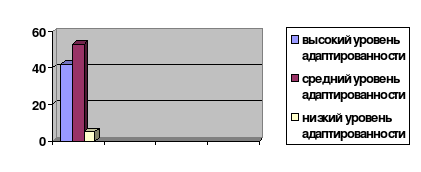 60
40
20
0
высокий уровень
адаптированности
средний уровень
адаптированности
низкий уровень
адаптированности